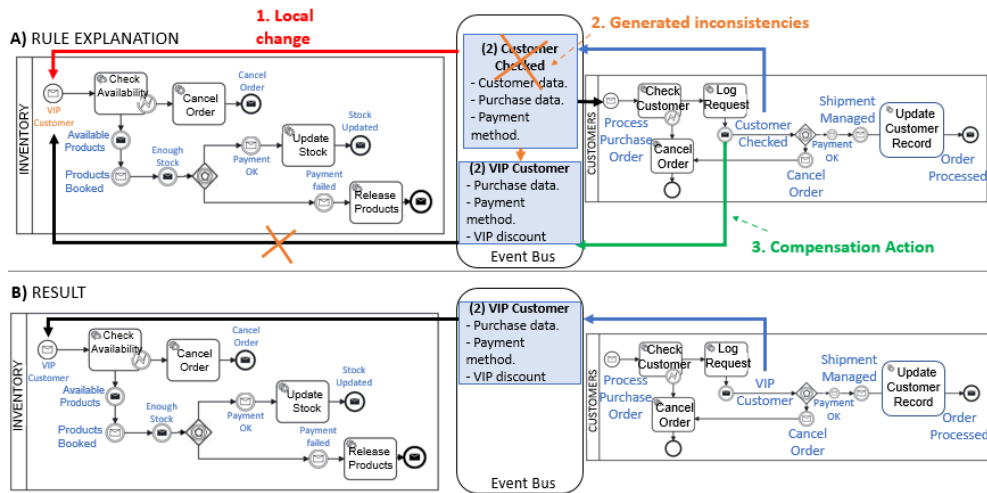 1. Local
change
2. Generated inconsistencies
A) RULE EXPLANATION
INVENTORY
VIP
Customer
Check
Availability
Cancel
Order
Cancel
Order
Available
Products
Products
Booked
Enough
Stock
Payment
OK
Update
Stock
Stock
Updated
Payment
failed
Release
Products
(2) Customer
Checked
- Customer data.
- Purchase data.
- Payment
method.
(2) VIP Customer
- Purchase data.
- Payment
method.
- VIP discount
Event Bus
CUSTOMERS
Process
Purchase
Order
Check
Customer
Log
Request
Cancel
Order
Customer
Checked
Payment
OK
Cancel
Order
Shipment
Managed
Update
Customer
Record
Order
Processed
3. Compensation Action
B) RESULT
INVENTORY
VIP
Customer
Check
Availability
Cancel
Order
Cancel
Order
Available
Products
Products
Booked
Enough
Stock
Payment
OK
Update
Stock
Stock
Updated
Payment
failed
Release
Products
(2) VIP Customer
- Purchase data.
- Payment
method.
- VIP discount
Event Bus
CUSTOMERS
Process
Purchase
Order
Check
Customer
Log
Request
Cancel
Order
VIP
Customer
Payment
OK
Cancel
Order
Shipment
Managed
Update
Customer
Record
Order
Processed